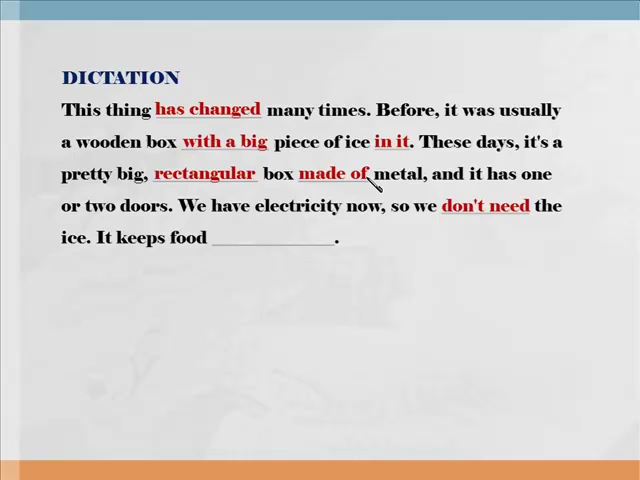 DICTATION
This thing has changed many times. Before, it was usually
a wooden box with a big piece of ice in it. These days, it's a
pretty big, rectangular box made of metal, and it has one
or two doors. We have electricity now, so we don't need the
ice. It keeps food ____________.